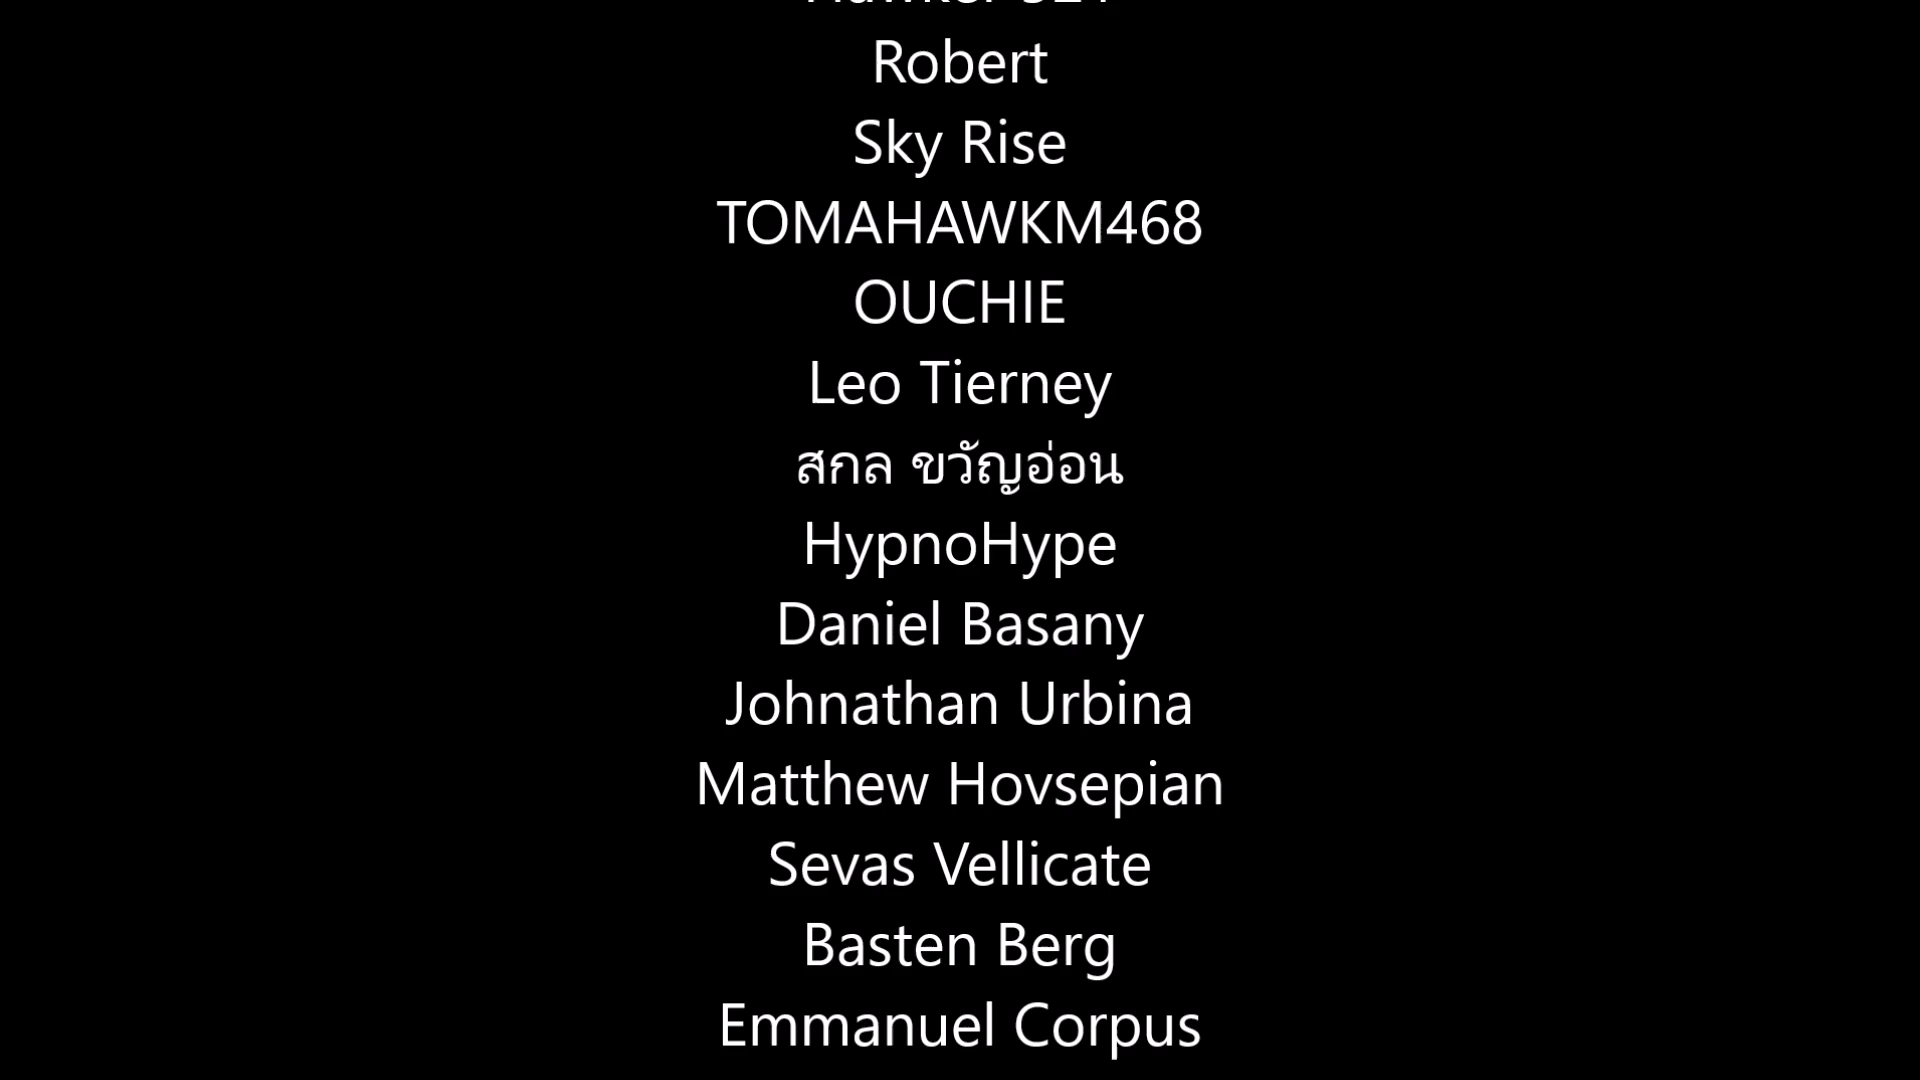 Robert
Sky Rise
TOMAHAWKM468
OUCHIE
Leo Tierney
สกล ขวัญอ่อน
HypnoHype
Daniel Basany
Johnathan Urbina
Matthew Hovsepian
Sevas Vellicate
Basten Berg
Emmanuel Corpus